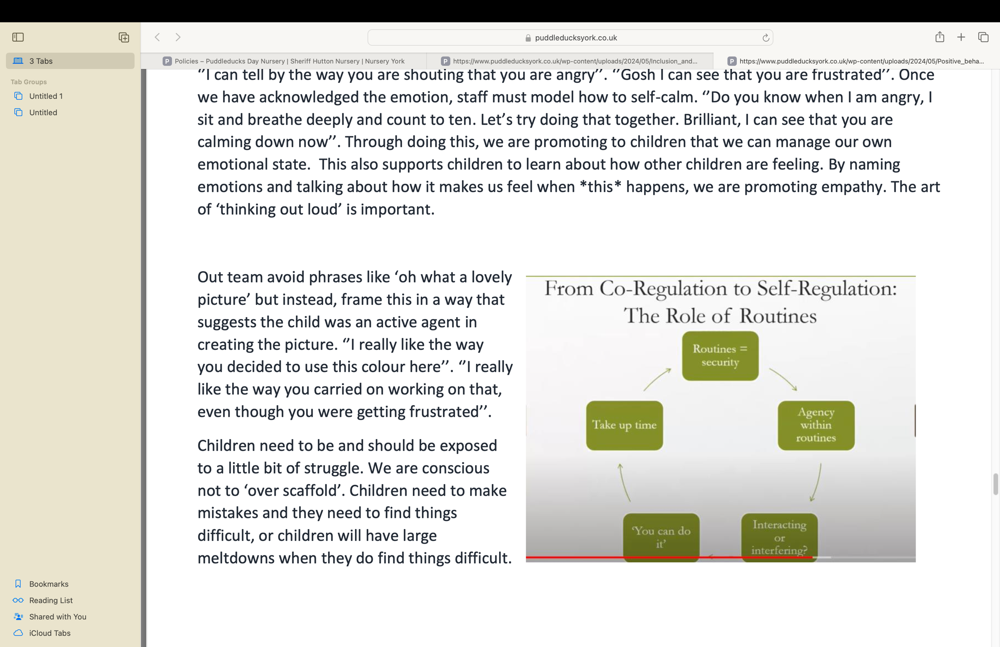 puddleducksyork.co.uk
3 Tabs
P Policies – Puddleducks Day Nursery | Sheriff Hutton Nursery | Nursery York
P https://www.puddleducksyork.co.uk/wp-content/uploads/2024/05/Inclusion_and...
P https://www.puddleducksyork.co.uk/wp-content/uploads/2024/05/Positive_beha...
Tab Groups
Untitled 1
Untitled
Bookmarks
Reading List
Shared with You
iCloud Tabs
‘’I can tell by the way you are shouting that you are angry’’. ‘’Gosh I can see that you are frustrated’’. Once
we have acknowledged the emotion, staff must model how to self-calm. ‘’Do you know when I am angry, I
sit and breathe deeply and count to ten. Let’s try doing that together. Brilliant, I can see that you are
calming down now’’. Through doing this, we are promoting to children that we can manage our own
emotional state.  This also supports children to learn about how other children are feeling. By naming
emotions and talking about how it makes us feel when *this* happens, we are promoting empathy. The art
of ‘thinking out loud’ is important.
Out team avoid phrases like ‘oh what a lovely
picture’ but instead, frame this in a way that
suggests the child was an active agent in
creating the picture. ‘’I really like the way
you decided to use this colour here’’. ‘’I really
like the way you carried on working on that,
even though you were getting frustrated’’.
Children need to be and should be exposed
to a little bit of struggle. We are conscious
not to ‘over scaffold’. Children need to make
mistakes and they need to find things
difficult, or children will have large
meltdowns when they do find things difficult.
From Co-Regulation to Self-Regulation:
The Role of Routines
Routines =
security
Agency
within
routines
Interacting
or
interfering?
‘You can do
it’
Take up time